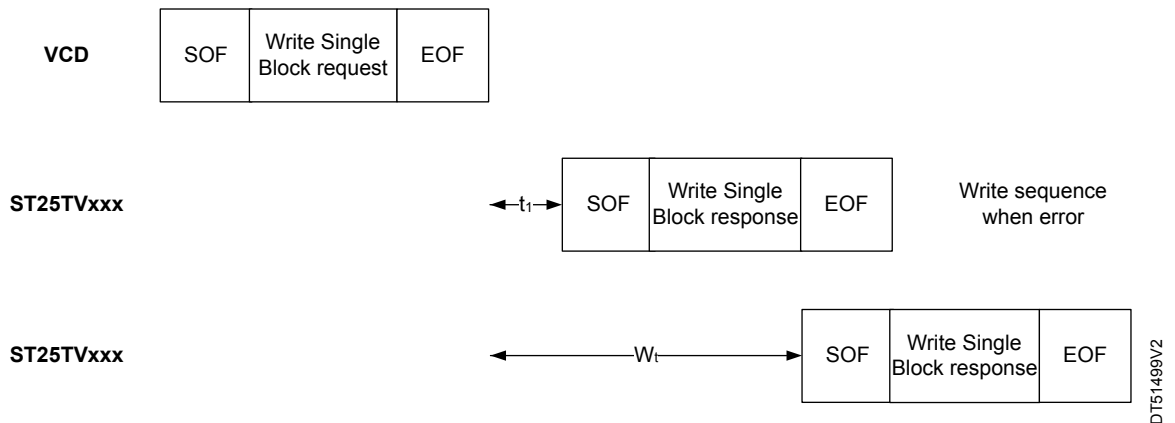 VCD
SOF
Write Single
Block request
EOF
ST25TVxxx
t1
SOF
Write Single
Block response
EOF
Write sequence
when error
ST25TVxxx
Wt
SOF
Write Single
Block response
EOF
DT51499V2